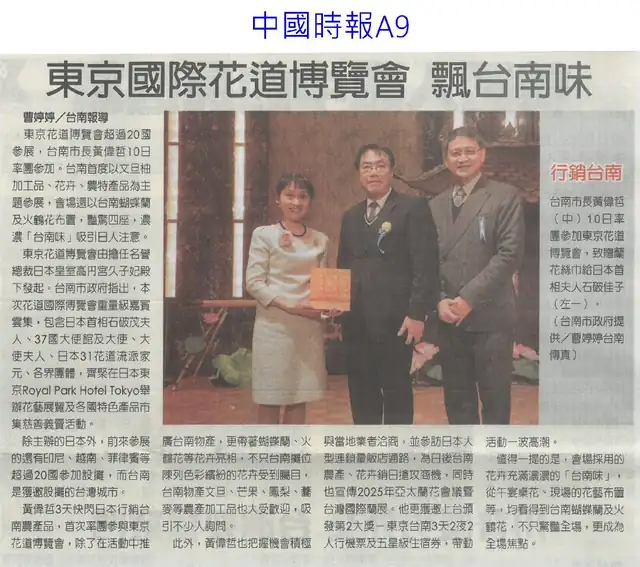 中國時報A9
東京國際花道博覽會 飄台南味
曹婷婷／台南報導
東京花道博覽會超過20國
參展，台南市長黃偉哲10日
率團參加。台南首度以文旦柚
加工品、花卉、農特產品為主
題參展，會場還以台南蝴蝶蘭
及火鶴花布置，豔驚四座，濃
濃「台南味」吸引日人注意。
東京花道博覽會由擔任名譽
總裁日本皇室高円宮久子妃殿
下發起。台南市政府指出，本
次花道國際博覽會重量級嘉賓
雲集，包含日本首相石破茂夫
人、37國大使館及大使、大
使夫人、日本31花道流派家
元、各界團體，齊聚在日本東
京Royal Park Hotel Tokyo舉
辦花藝展覽及各國特色產品市
集慈善義賣活動。
除主辦的日本外，前來參展
的還有印尼、越南、菲律賓等
超過20國參加設攤，而台南
是獲邀設攤的台灣城市。
黃偉哲3天快閃日本行銷台
南農產品，首次率團參與東京
花道博覽會，除了在活動中推
廣台南物產，更帶著蝴蝶蘭、火
鶴花等花卉亮相，不只台南攤位
陳列色彩繽紛的花卉受到矚目，
台南物產文旦、芒果、鳳梨、蕎
麥等農產加工品也大受歡迎，吸
引不少人詢問。
此外，黃偉哲也把握機會積極
與當地業者洽商，並參訪日本大
型連鎖量販店通路，為日後台南
農產、花卉銷日搶攻商機，同時
也宣傳2025年亞太蘭花會議暨
台灣國際蘭展。他更獲邀上台頒
發第2大獎－東京台南3天2夜2
人行機票及五星級住宿券，帶動
活動一波高潮。
值得一提的是，會場採用的
花卉充滿濃濃的「台南味」，
從午宴桌花、現場的花藝布置
等，均看得到台南蝴蝶蘭及火
鶴花，不只驚豔全場，更成為
全場焦點。
行銷台南
台南市長黃偉哲
（中）10日率
團參加東京花道
博覽會，致贈蘭
花絲巾給日本首
相夫人石破佳子
（左一）。
（台南市政府提
供／曹婷婷台南
傳真）